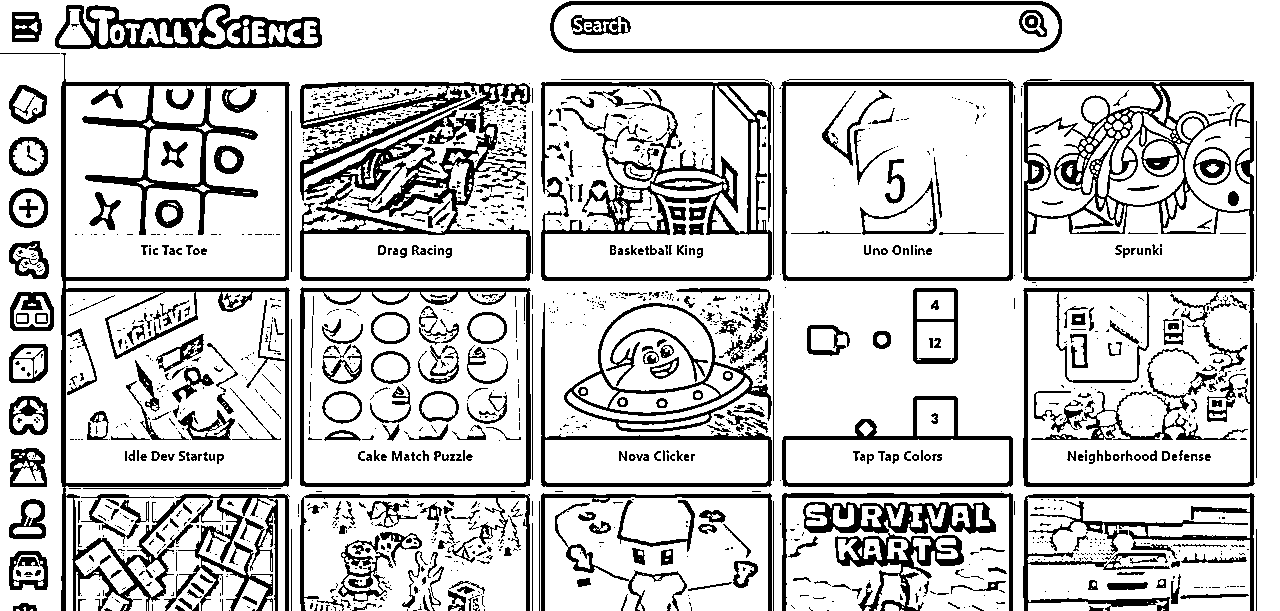 TOTALLYSCIENCE
Search
5
Tic Tac Toe
Drag Racing
Basketball King
Uno Online
Sprunki
ACHIEVE
4
12
3
Idle Dev Startup
Cake Match Puzzle
Nova Clicker
Tap Tap Colors
Neighborhood Defense
SURVIVAL
KARTS